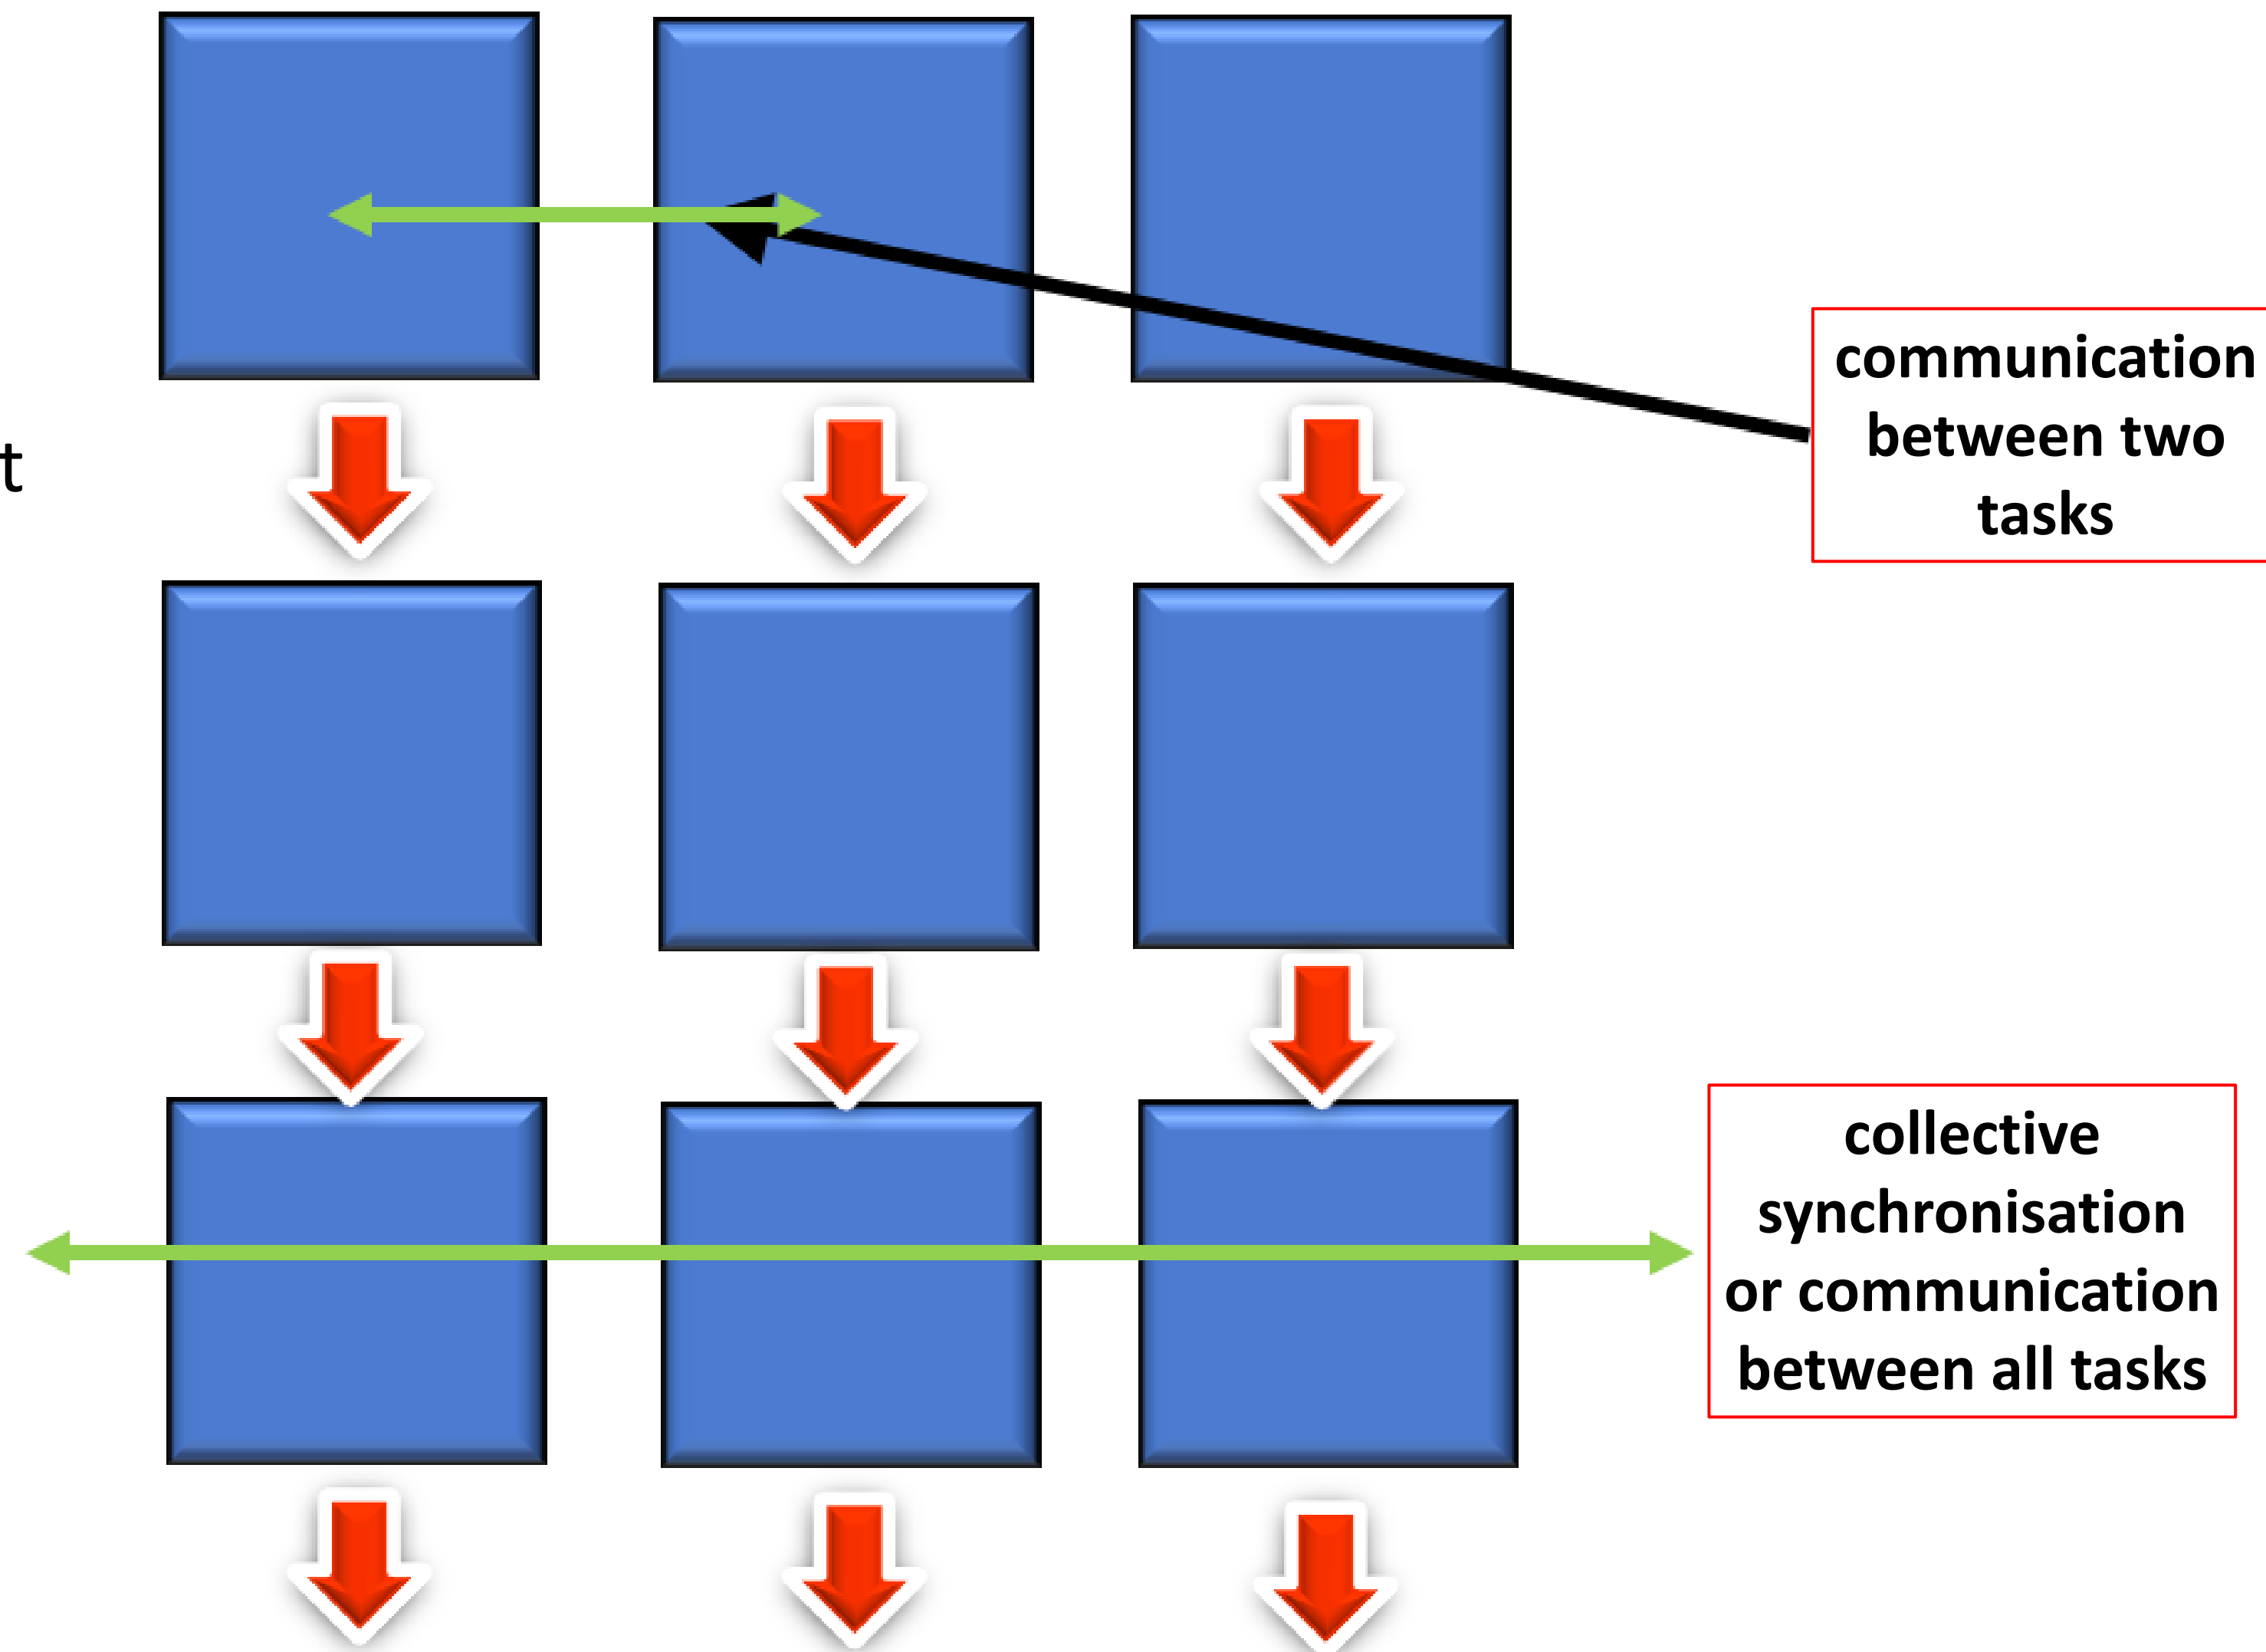 communication
between two
tasks
t
collective
synchronisation
or communication
between all tasks